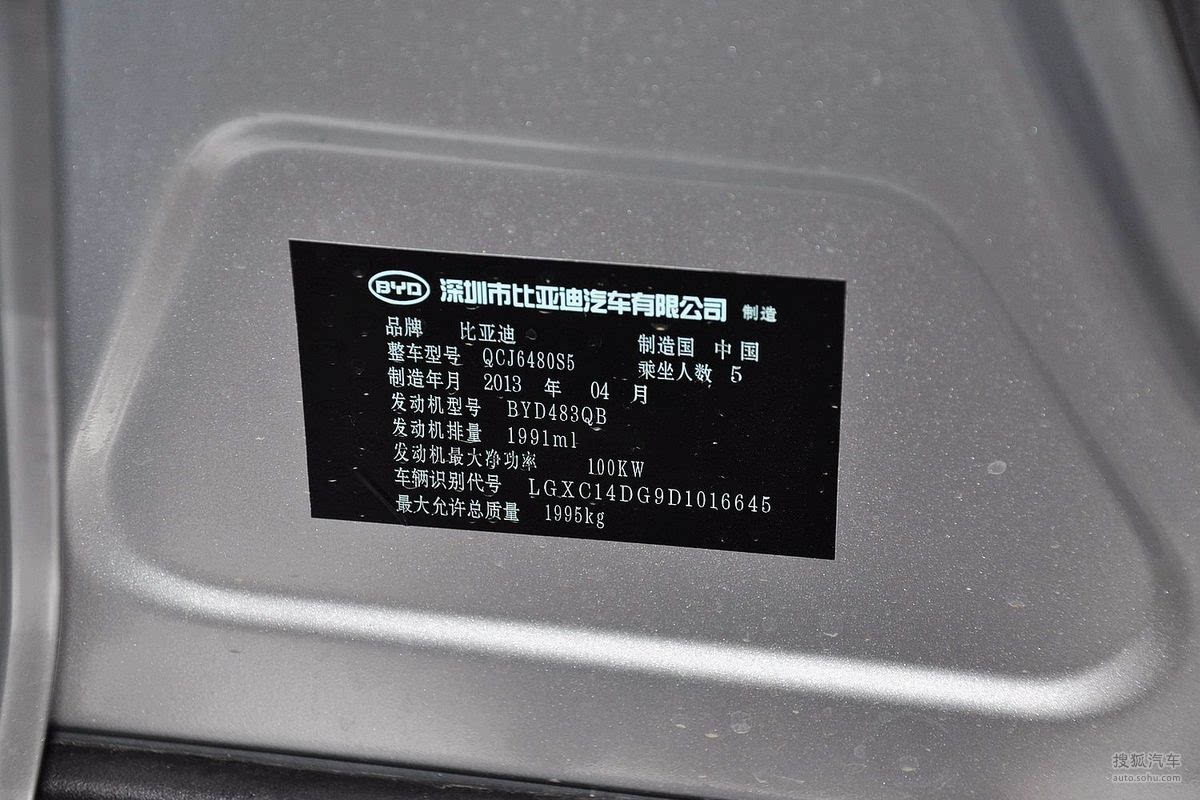 BYD 深圳市比亚迪汽车有限公司 制造
品牌 比亚迪 制造国 中国
整车型号 QCJ6480S5 乘坐人数 5
制造年月 2013 年 04 月
发动机型号 BYD483QB
发动机排量 1991ml
发动机最大净功率 100KW
车辆识别代号 LGXC14DG9D1016645
最大允许总质量 1995kg
搜狐汽车
auto.sohu.com